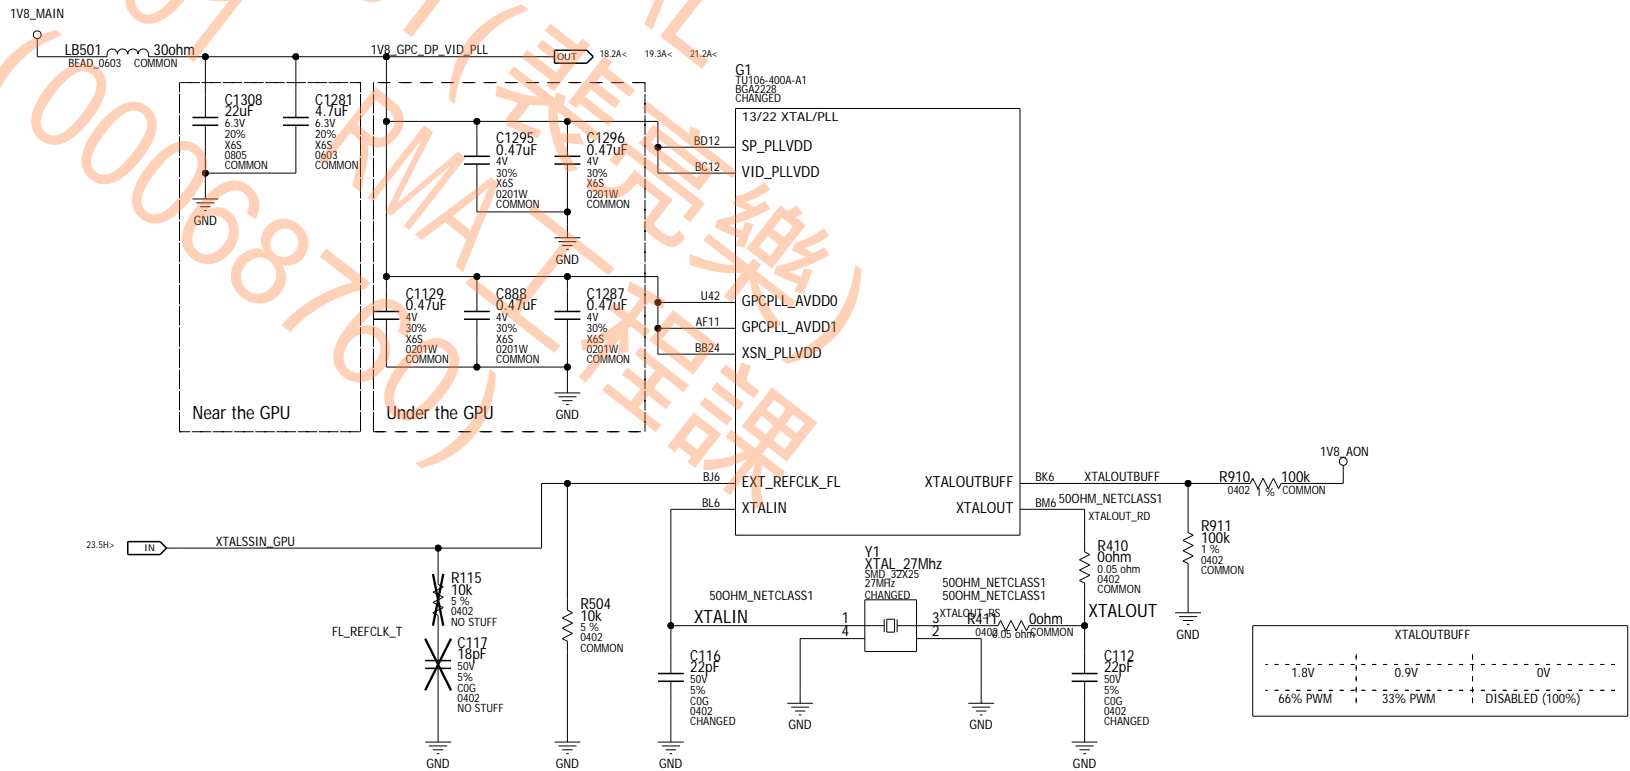 1V8_MAIN
LB501 30ohm
BEAD_0603 COMMON
1V8_GPC_DP_VID_PLL
OUT
18.2A< 19.3A< 21.2A<
C1308
22uF
6.3V
20%
X6S
0805
COMMON
C1281
4.7uF
6.3V
20%
X6S
0603
COMMON
GND
Near the GPU
C1295
0.47uF
4V
30%
X6S
0201W
COMMON
C1296
0.47uF
4V
30%
X6S
0201W
COMMON
GND
C1129
0.47uF
4V
30%
X6S
0201W
COMMON
C888
0.47uF
4V
30%
X6S
0201W
COMMON
C1287
0.47uF
4V
30%
X6S
0201W
COMMON
GND
Under the GPU
G1
TU106-400A-A1
BGA2228
CHANGED
13/22 XTAL/PLL
BD12 SP_PLLVDD
BC12 VID_PLLVDD
U42 GPCPLL_AVDD0
AF11 GPCPLL_AVDD1
BB24 XSN_PLLVDD
BJ6 EXT_REFCLK_FL
BL6 XTALIN
XTALOUTBUFF BK6 XTALOUTBUFF
XTALOUT BM6 50OHM_NETCLASS1
XTALOUT_RD
1V8_AON
R910 100k
0402 1 % COMMON
R911
100k
1 %
0402
COMMON
GND
23.5H> IN XTALSSIN_GPU
R115
10k
5 %
0402
NO STUFF
FL_REFCLK_T
C117
18pF
50V
5%
C0G
0402
NO STUFF
GND
R504
10k
5 %
0402
COMMON
GND
50OHM_NETCLASS1
XTALIN
C116
22pF
50V
5%
C0G
0402
CHANGED
GND
Y1
XTAL_27Mhz
SMD_32X25
27MHz
CHANGED
1 3
4 2
GND
GND
50OHM_NETCLASS1
50OHM_NETCLASS1
XTALOUT_RS
R411 0ohm
0402 0.05 ohm COMMON
R410
0ohm
0.05 ohm
0402
COMMON
XTALOUT
C112
22pF
50V
5%
C0G
0402
CHANGED
GND
XTALOUTBUFF
1.8V 0.9V 0V
66% PWM 33% PWM DISABLED (100%)
RMA工程課
(00068760)